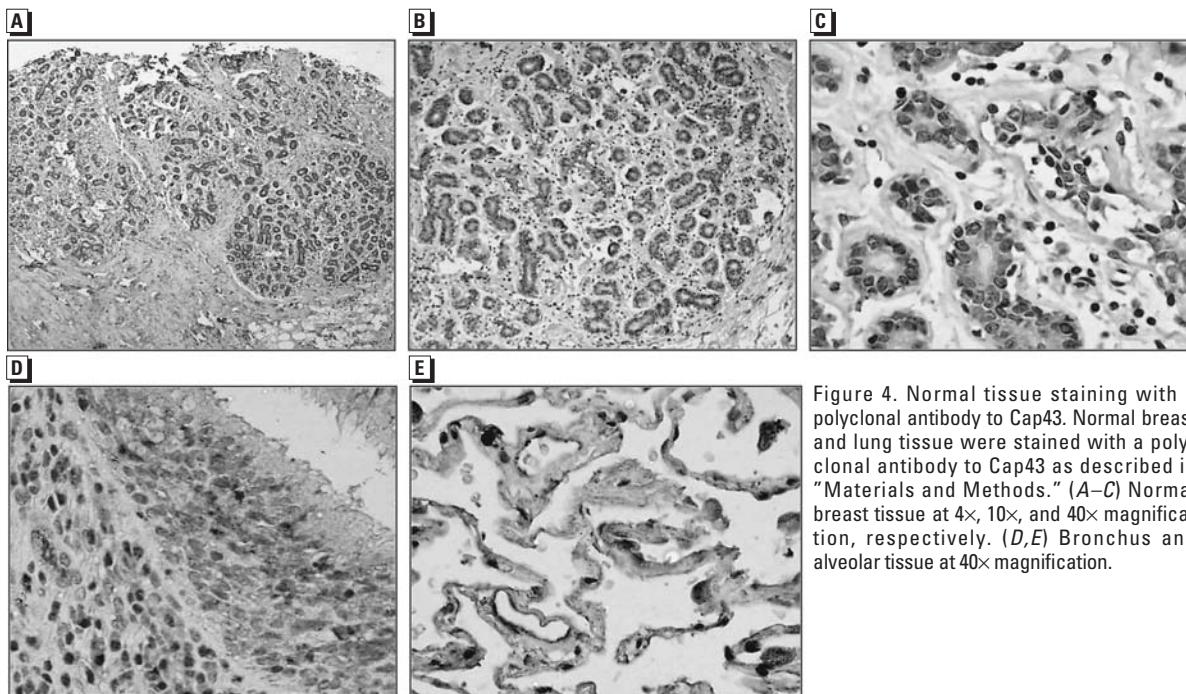 A
B
C
D
E
Figure 4. Normal tissue staining with
polyclonal antibody to Cap43. Normal breas
and lung tissue were stained with a poly
clonal antibody to Cap43 as described i
"Materials and Methods." (A–C) Norma
breast tissue at 4×, 10×, and 40× magnifica
tion, respectively. (D,E) Bronchus an
alveolar tissue at 40× magnification.